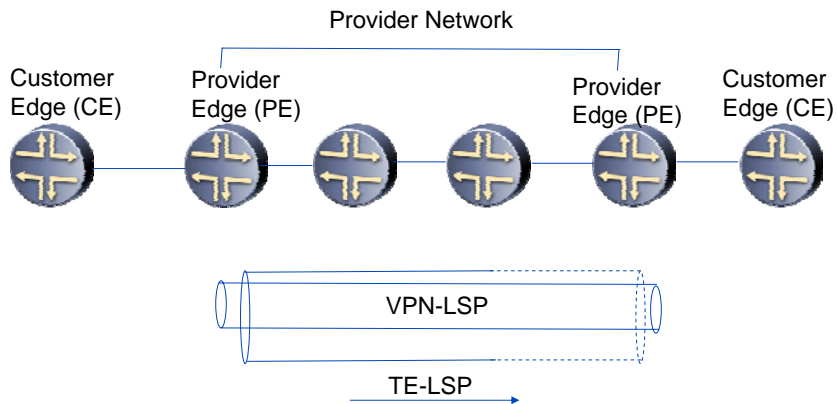 Provider Network
Customer
Edge (CE)
Provider
Edge (PE)
Provider
Edge (PE)
Customer
Edge (CE)
VPN-LSP
TE-LSP